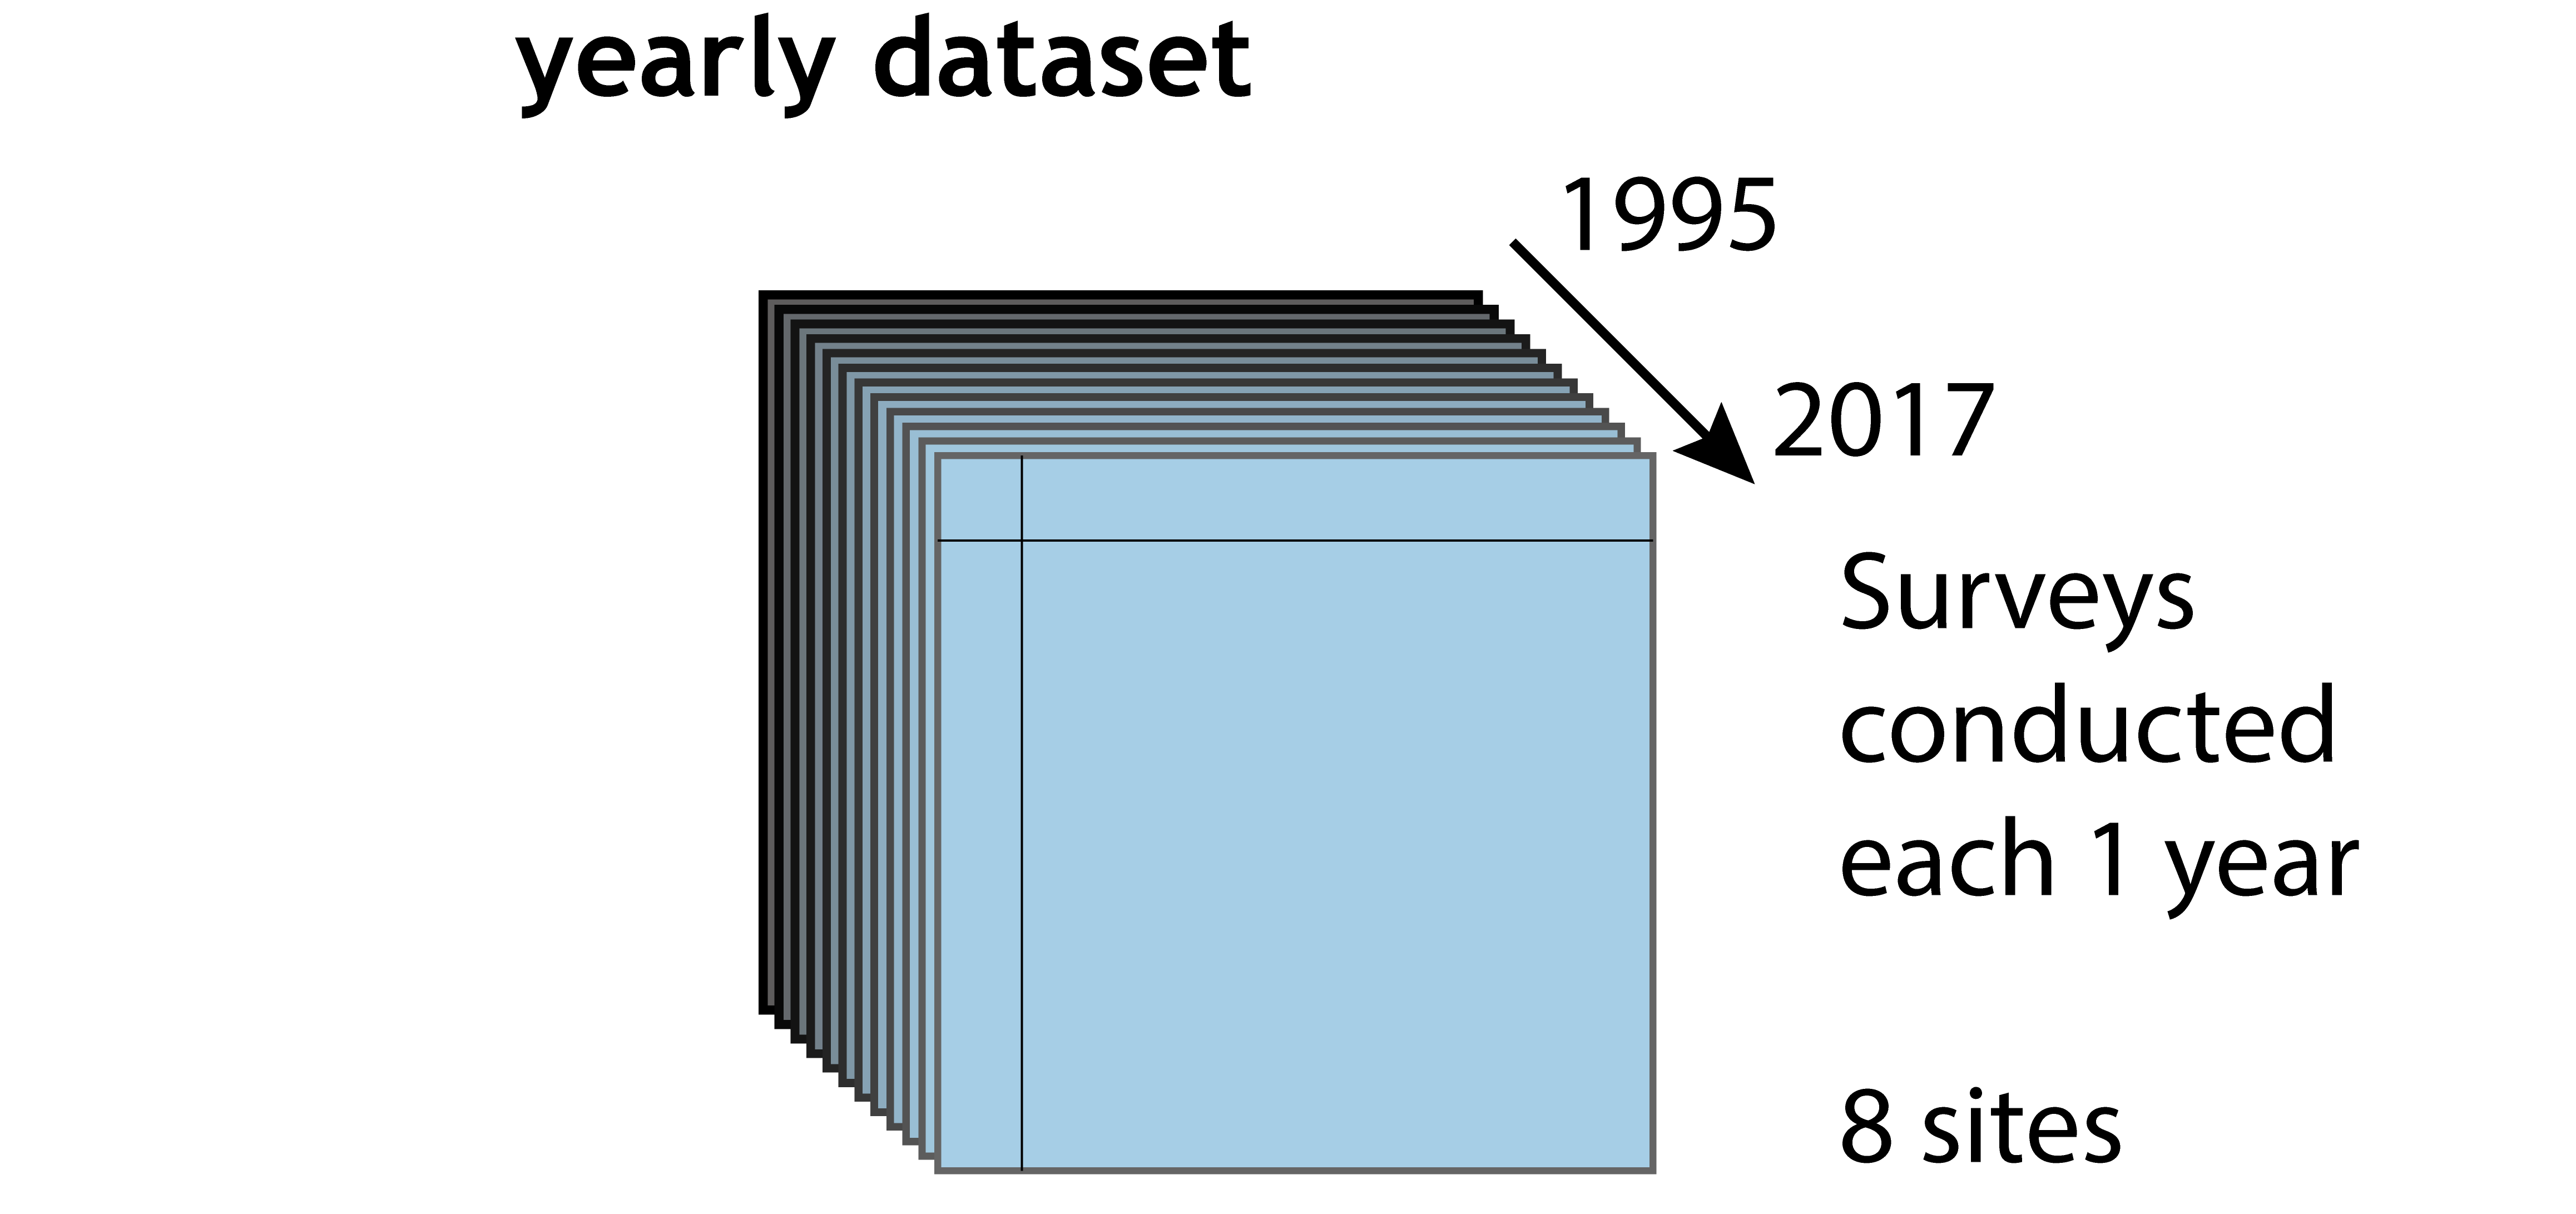 yearly dataset
1995
2017
Surveys
conducted
each 1 year
8 sites